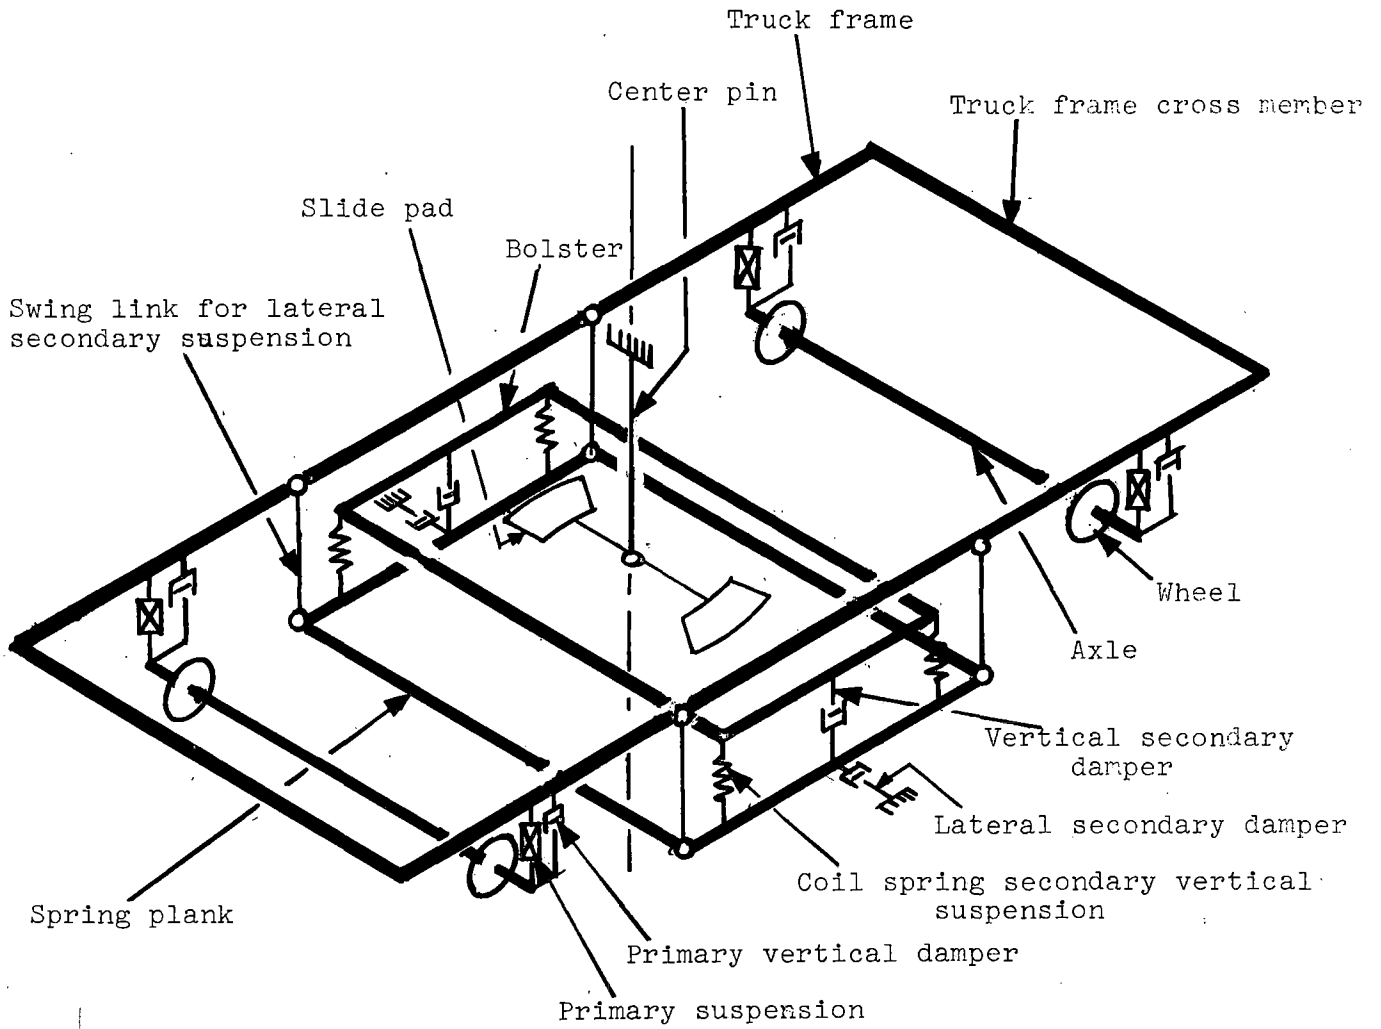 Truck frame
Center pin
Truck frame cross member
Slide pad
Bolster
Swing link for lateral
secondary suspension
Wheel
Axle
Vertical secondary
damper
Lateral secondary damper
Coil spring secondary vertical
suspension
Spring plank
Primary vertical damper
Primary suspension